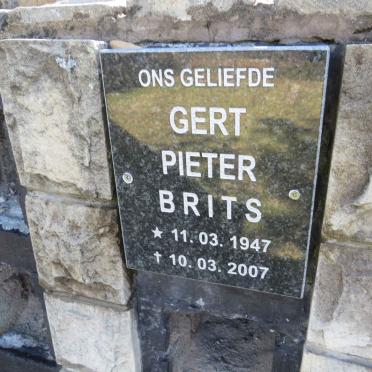 ONS GELIEFDE
GERT
PIETER
BRITS
★ 11. 03. 1947
✝ 10. 03. 2007